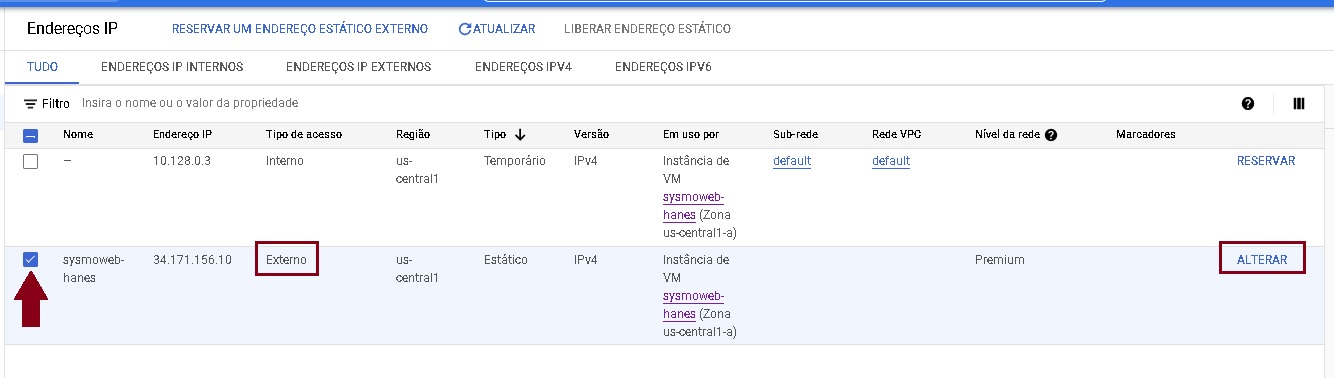 Endereços IP RESERVAR UM ENDEREÇO ESTÁTICO EXTERNO ATUALIZAR LIBERAR ENDEREÇO ESTÁTICO
TUDO ENDEREÇOS IP INTERNOS ENDEREÇOS IP EXTERNOS ENDEREÇOS IPV4 ENDEREÇOS IPV6
Filtro Insira o nome ou o valor da propriedade
Nome Endereço IP Tipo de acesso Região Tipo Versão Em uso por Sub-rede Rede VPC Nível da rede Marcadores
— 10.128.0.3 Interno us- Temporário IPv4 Instância de default default RESERVAR
central1 VM
sysmoweb-
hanes (Zona
us-central1-a)
sysmoweb- 34.171.156.10 Externo us- Estático IPv4 Instância de Premium ALTERAR
hanes central1 VM
sysmoweb-
hanes (Zona
us-central1-a)